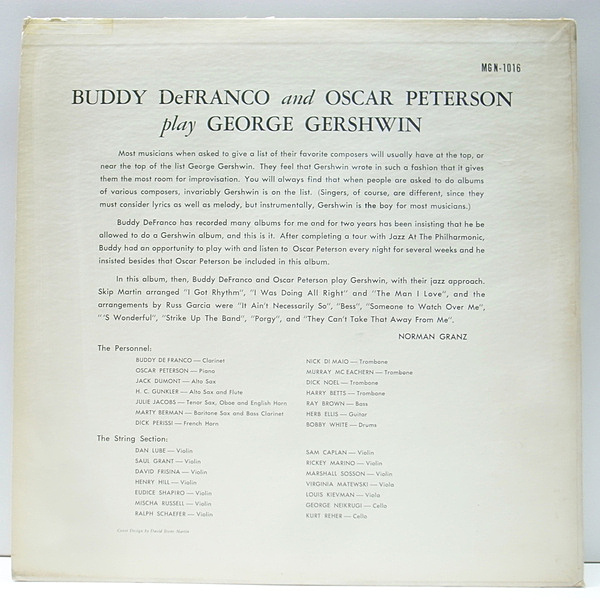 MGN-1016
BUDDY DeFRANCO and OSCAR PETERSON
play GEORGE GERSHWIN
Most musicians when asked to give a list of their favorite composers will usually have at the top, or
near the top of the list George Gershwin. They feel that Gershwin wrote in such a fashion that it gives
them the most room for improvisation. You will always find that when people are asked to do albums
of various composers, invariably Gershwin is on the list. (Singers, of course, are different, since they
must consider lyrics as well as melody, but instrumentally, Gershwin is the boy for most musicians.)
Buddy DeFranco has recorded many albums for me and for two years has been insisting that he be
allowed to do a Gershwin album, and this is it. After completing a tour with Jazz At The Philharmonic,
Buddy had an opportunity to play with and listen to Oscar Peterson every night for several weeks and he
insisted besides that Oscar Peterson be included in this album.
In this album, then, Buddy DeFranco and Oscar Peterson play Gershwin, with their jazz approach.
Skip Martin arranged "I Got Rhythm", "I Was Doing All Right" and "The Man I Love", and the
arrangements by Russ Garcia were "It Ain't Necessarily So", "Bess", "Someone to Watch Over Me",
"'S Wonderful", "Strike Up The Band", "Porgy", and "They Can't Take That Away From Me".
NORMAN GRANZ
The Personnel:
BUDDY DE FRANCO — Clarinet
OSCAR PETERSON — Piano
JACK DUMONT — Alto Sax
H. C. GUNKLER — Alto Sax and Flute
JULIE JACOBS — Tenor Sax, Oboe and English Horn
MARTY BERMAN — Baritone Sax and Bass Clarinet
DICK PERISSI — French Horn
NICK DI MAIO — Trombone
MURRAY MC EACHERN — Trombone
DICK NOEL — Trombone
HARRY BETTS — Trombone
RAY BROWN — Bass
HERB ELLIS — Guitar
BOBBY WHITE — Drums
The String Section:
DAN LUBE — Violin
SAUL GRANT — Violin
DAVID FRISINA — Violin
HENRY HILL — Violin
EUDICE SHAPIRO — Violin
MISCHA RUSSELL — Violin
RALPH SCHAEFER — Violin
SAM CAPLAN — Violin
RICKEY MARINO — Violin
MARSHALL SOSSON — Violin
VIRGINIA MATEWSKI — Viola
LOUIS KIEVMAN — Viola
GEORGE NEIKRUGI — Cello
KURT REHER — Cello
Cover Design by David Stone Martin